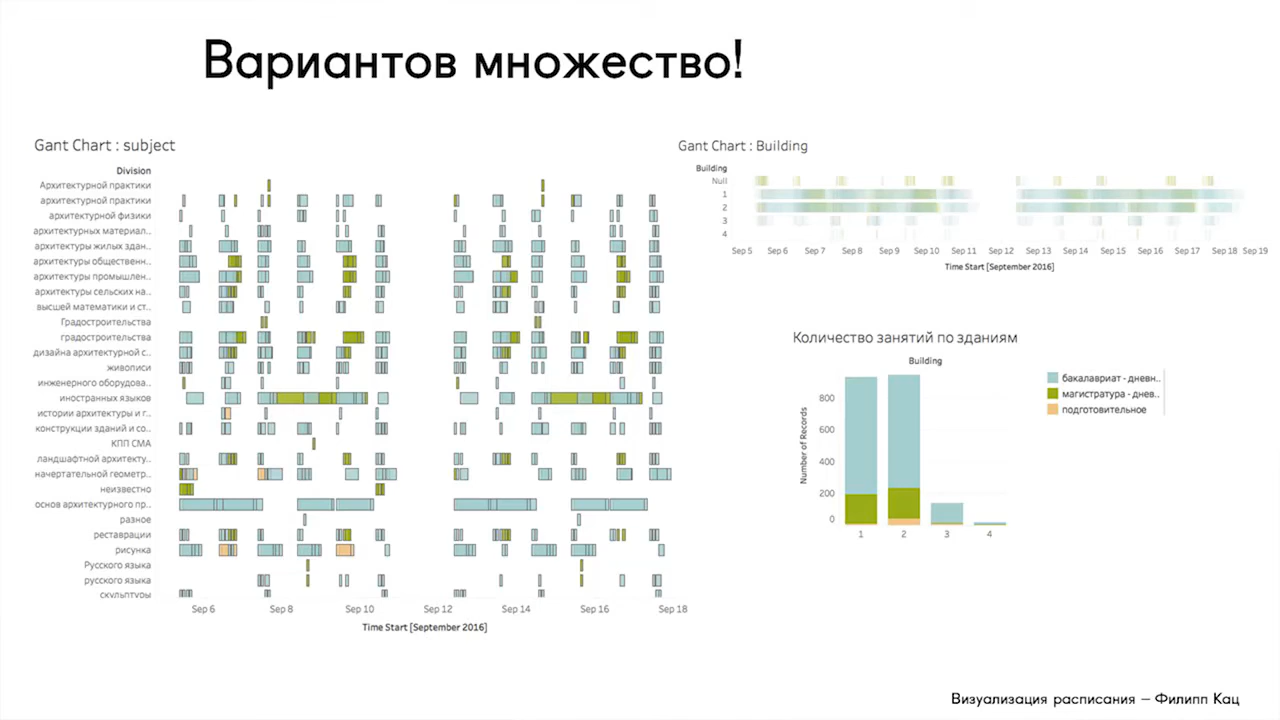 Вариантов множество!
Gant Chart : subject
Division
Архитектурной практики
архитектурной практики
архитектурной физики
архитектурных материал..
архитектуры жилых здан..
архитектуры общественн..
архитектуры промышлен..
архитектуры сельских на..
высшей математики и ст..
Градостроительства
градостроительства
дизайна архитектурной с..
живописи
инженерного оборудова..
иностранных языков
истории архитектуры и г..
конструкции зданий и со..
КПП СМА
ландшафтной архитекту..
начертательной геометр..
неизвестно
основ архитектурного пр..
разное
реставрации
рисунка
Русского языка
русского языка
скульптуры
Sep 6 Sep 8 Sep 10 Sep 12 Sep 14 Sep 16 Sep 18
Time Start [September 2016]
Gant Chart : Building
Building
Null
1
2
3
4
Sep 5 Sep 6 Sep 7 Sep 8 Sep 9 Sep 10 Sep 11 Sep 12 Sep 13 Sep 14 Sep 15 Sep 16 Sep 17 Sep 18 Sep 19
Time Start [September 2016]
Количество занятий по зданиям
Building
Number of Records
800
600
400
200
0
1 2 3 4
бакалавриат - дневн..
магистратура - днев..
подготовительное
Визуализация расписания — Филипп Кац